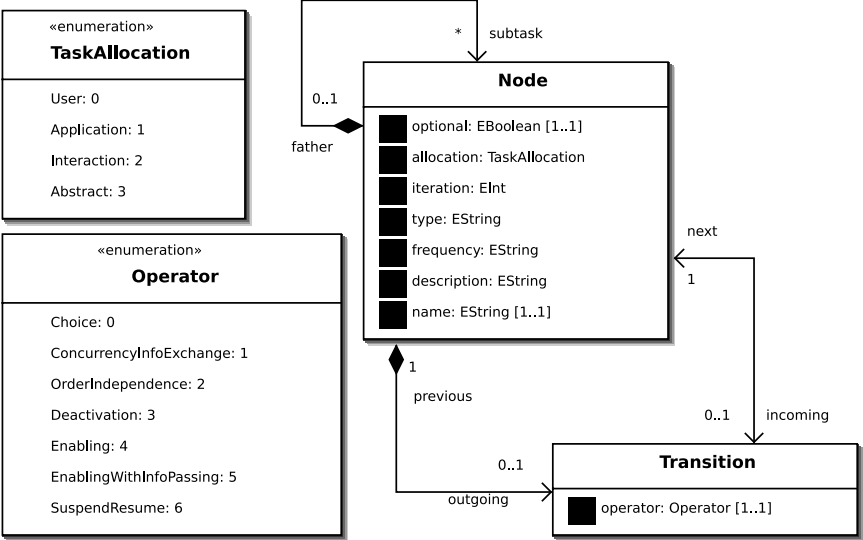 «enumeration»
TaskAllocation
User: 0
Application: 1
Interaction: 2
Abstract: 3
«enumeration»
Operator
Choice: 0
ConcurrencyInfoExchange: 1
OrderIndependence: 2
Deactivation: 3
Enabling: 4
EnablingWithInfoPassing: 5
SuspendResume: 6
* subtask
0..1
father
Node
optional: EBoolean [1..1]
allocation: TaskAllocation
iteration: EInt
type: EString
frequency: EString
description: EString
name: EString [1..1]
next
1
1
previous
0..1 incoming
0..1
outgoing
Transition
operator: Operator [1..1]